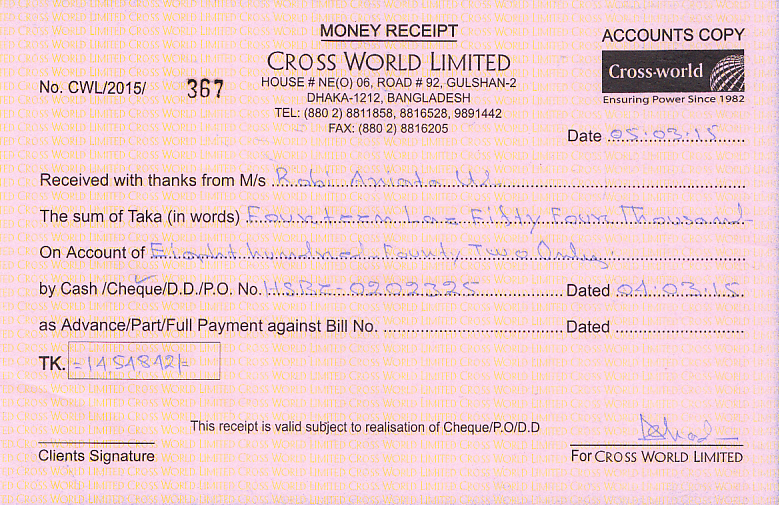 MONEY RECEIPT
ACCOUNTS COPY
CROSS WORLD LIMITED
HOUSE # NE(O) 06, ROAD # 92, GULSHAN-2
DHAKA-1212, BANGLADESH
TEL: (880 2) 8811858, 8816528, 9891442
FAX: (880 2) 8816205
Cross-world
Ensuring Power Since 1982
No. CWL/2015/ 367
Date 05.03.15
Received with thanks from M/s Robi Axiata Ltd.
The sum of Taka (in words) Fourteen Lac Fifty Four Thousand
On Account of Eight hundred Fourty Two Only.
by Cash /Cheque/D.D./P.O. No. HSBC-0202325 Dated 04.03.15
as Advance/Part/Full Payment against Bill No. Dated
TK. =1454842/=
This receipt is valid subject to realisation of Cheque/P.O/D.D
Clients Signature
For CROSS WORLD LIMITED